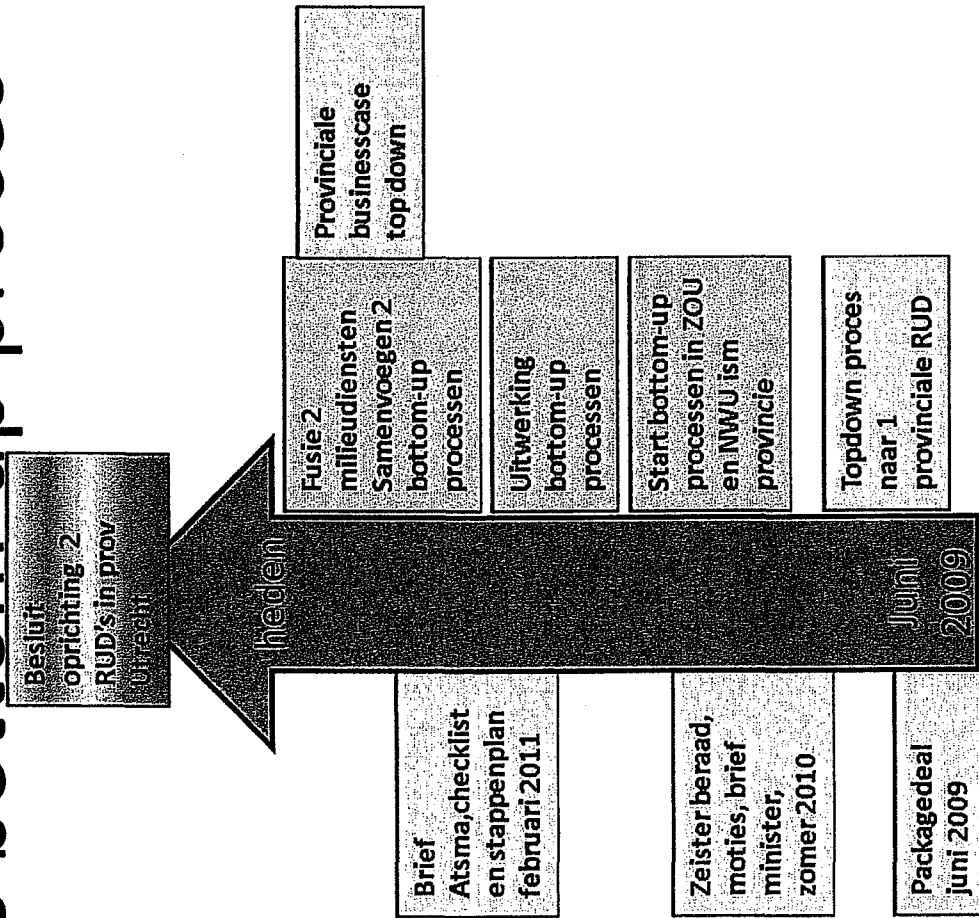 Besluit
oprichting 2
RUD's in prov
Utrecht
heden
Juni
2009
Brief
Atsma,checklist
en stappenplan
februari 2011
Zeister beraad,
moties, brief
minister,
zomer 2010
Packagedeal
juni 2009
Fusie 2
milieudiensten
Samenvoegen 2
bottom-up
processen
Provinciale
businesscase
top down
Uitwerking
bottom-up
processen
Start bottom-up
processen in ZOU
en NWU ism
provincie
Topdown proces
naar 1
provinciale RUD